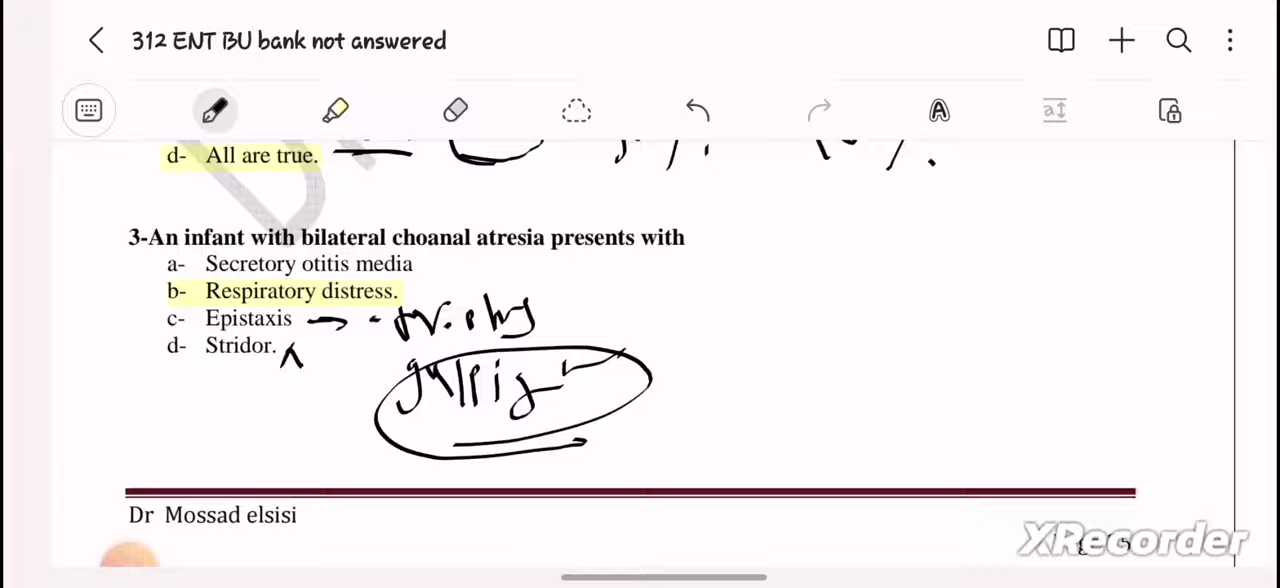 312 ENT BU bank not answered
d- All are true.
3-An infant with bilateral choanal atresia presents with
a- Secretory otitis media
b- Respiratory distress.
c- Epistaxis
d- Stridor.
Dr Mossad elsisi
XRecorder